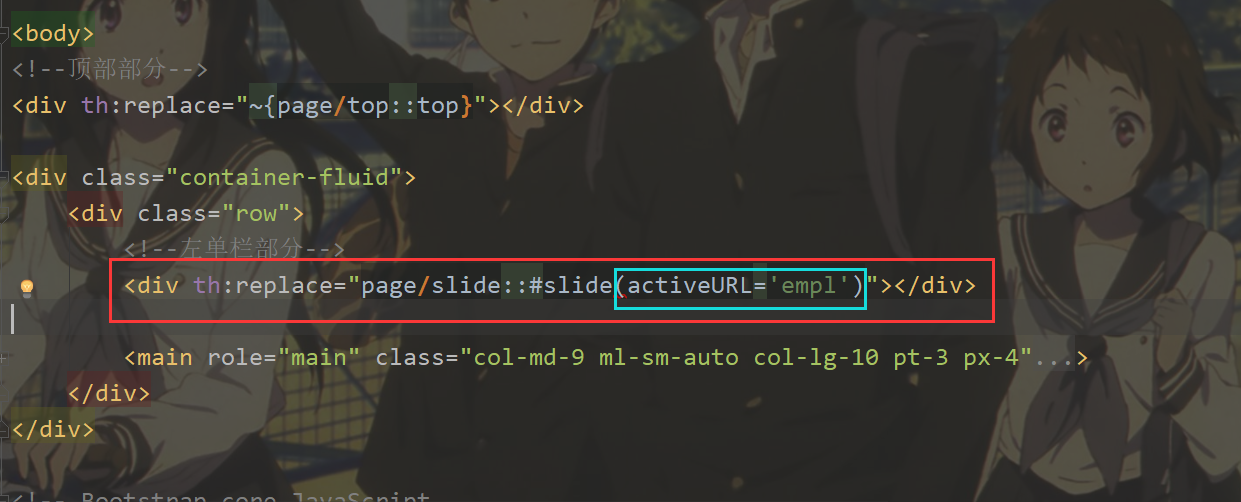 <body>
<!--顶部部分-->
<div th:replace="~{page/top::top}"></div>
<div class="container-fluid">
<div class="row">
<!--左单栏部分-->
<div th:replace="page/slide::#slide(activeURL='empl')"></div>
<main role="main" class="col-md-9 ml-sm-auto col-lg-10 pt-3 px-4"...>
</div>
</div>
<!-- Bootstrap core JavaScript